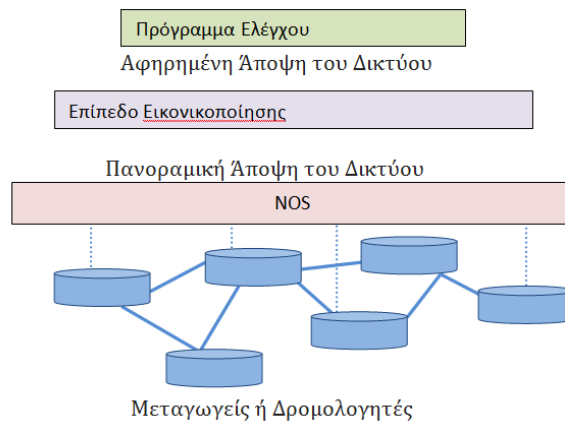 Πρόγραμμα Ελέγχου
Αφηρημένη Άποψη του Δικτύου
Επίπεδο Εικονικοποίησης
Πανοραμική Άποψη του Δικτύου
NOS
Μεταγωγείς ή Δρομολογητές